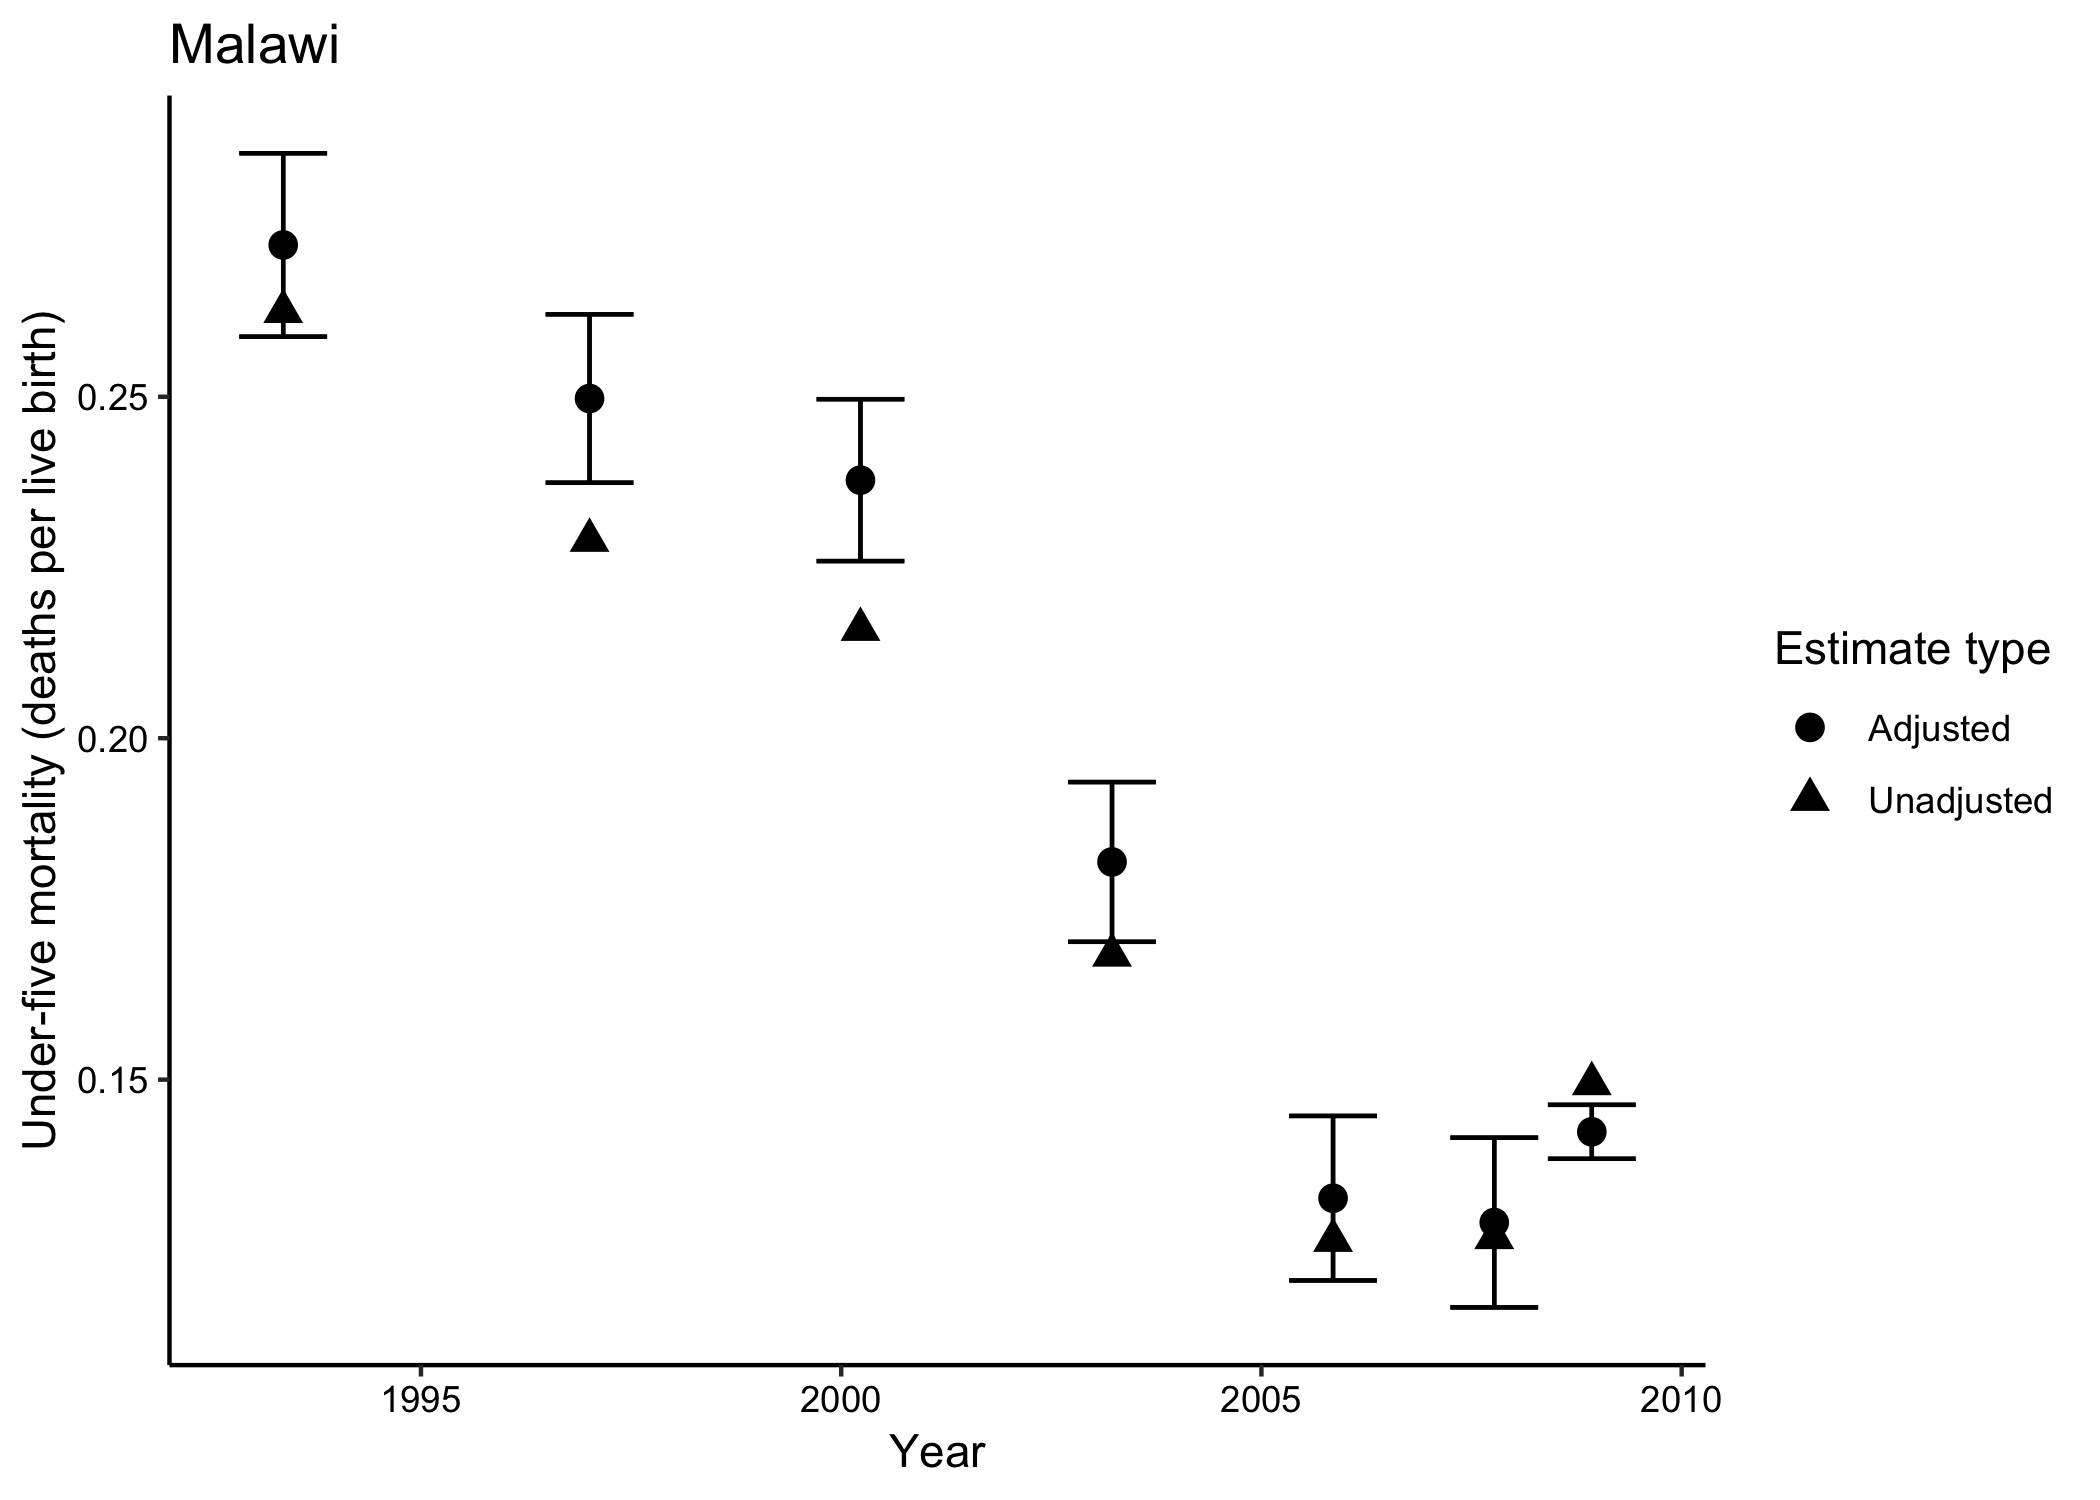 Malawi
Under-five mortality (deaths per live birth)
0.25
0.20
0.15
1995
2000
2005
2010
Year
Estimate type
Adjusted
Unadjusted